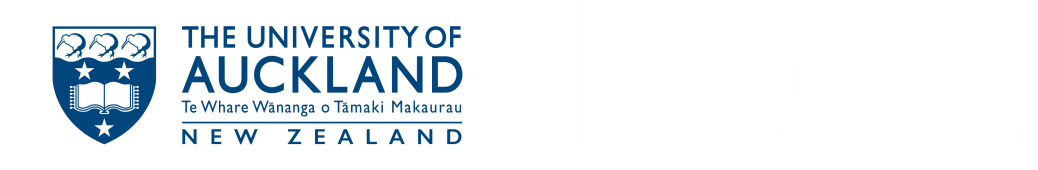 THE UNIVERSITY OF
AUCKLAND
Te Whare Wānanga o Tāmaki Makaurau
NEW ZEALAND